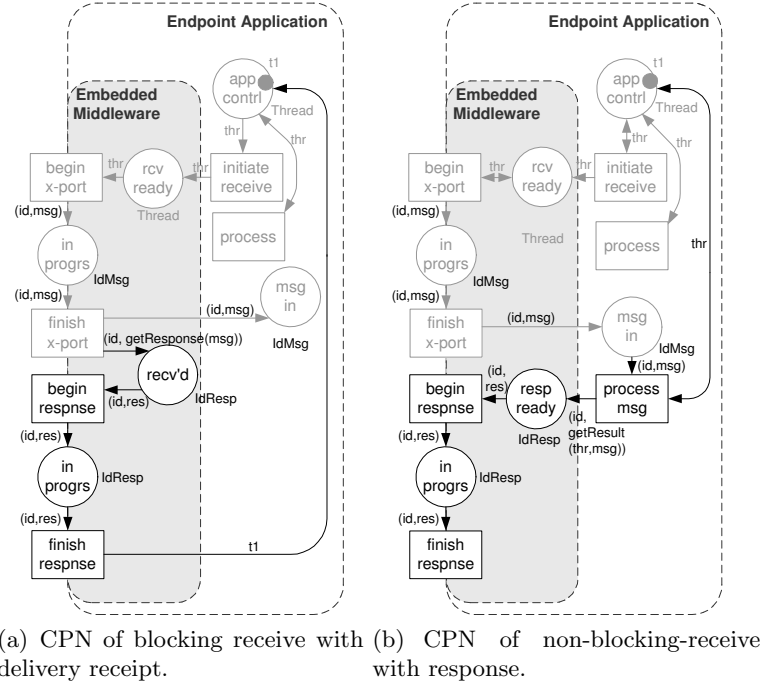 Endpoint Application
t1
app
contrl
Thread
Embedded
Middleware
thr
thr
begin
x-port
thr
rcv
ready
thr
initiate
receive
Thread
(id,msg)
process
in
progrs
IdMsg
(id,msg)
(id,msg)
msg
in
IdMsg
finish
x-port
(id, getResponse(msg))
recv'd
IdResp
begin
respnse
(id,res)
(id,res)
in
progrs
IdResp
(id,res)
finish
respnse
t1
(a) CPN of blocking receive with
delivery receipt.
Endpoint Application
t1
app
contrl
Thread
Embedded
Middleware
thr
thr
begin
x-port
rcv
ready
thr
initiate
receive
(id,msg)
Thread
process
thr
in
progrs
IdMsg
(id,msg)
(id,msg)
msg
in
IdMsg
finish
x-port
(id,msg)
begin
respnse
(id,
res)
resp
ready
IdResp
process
msg
(id,
getResult
(thr,msg))
(id,res)
in
progrs
IdResp
(id,res)
finish
respnse
(b) CPN of non-blocking-receive
with response.